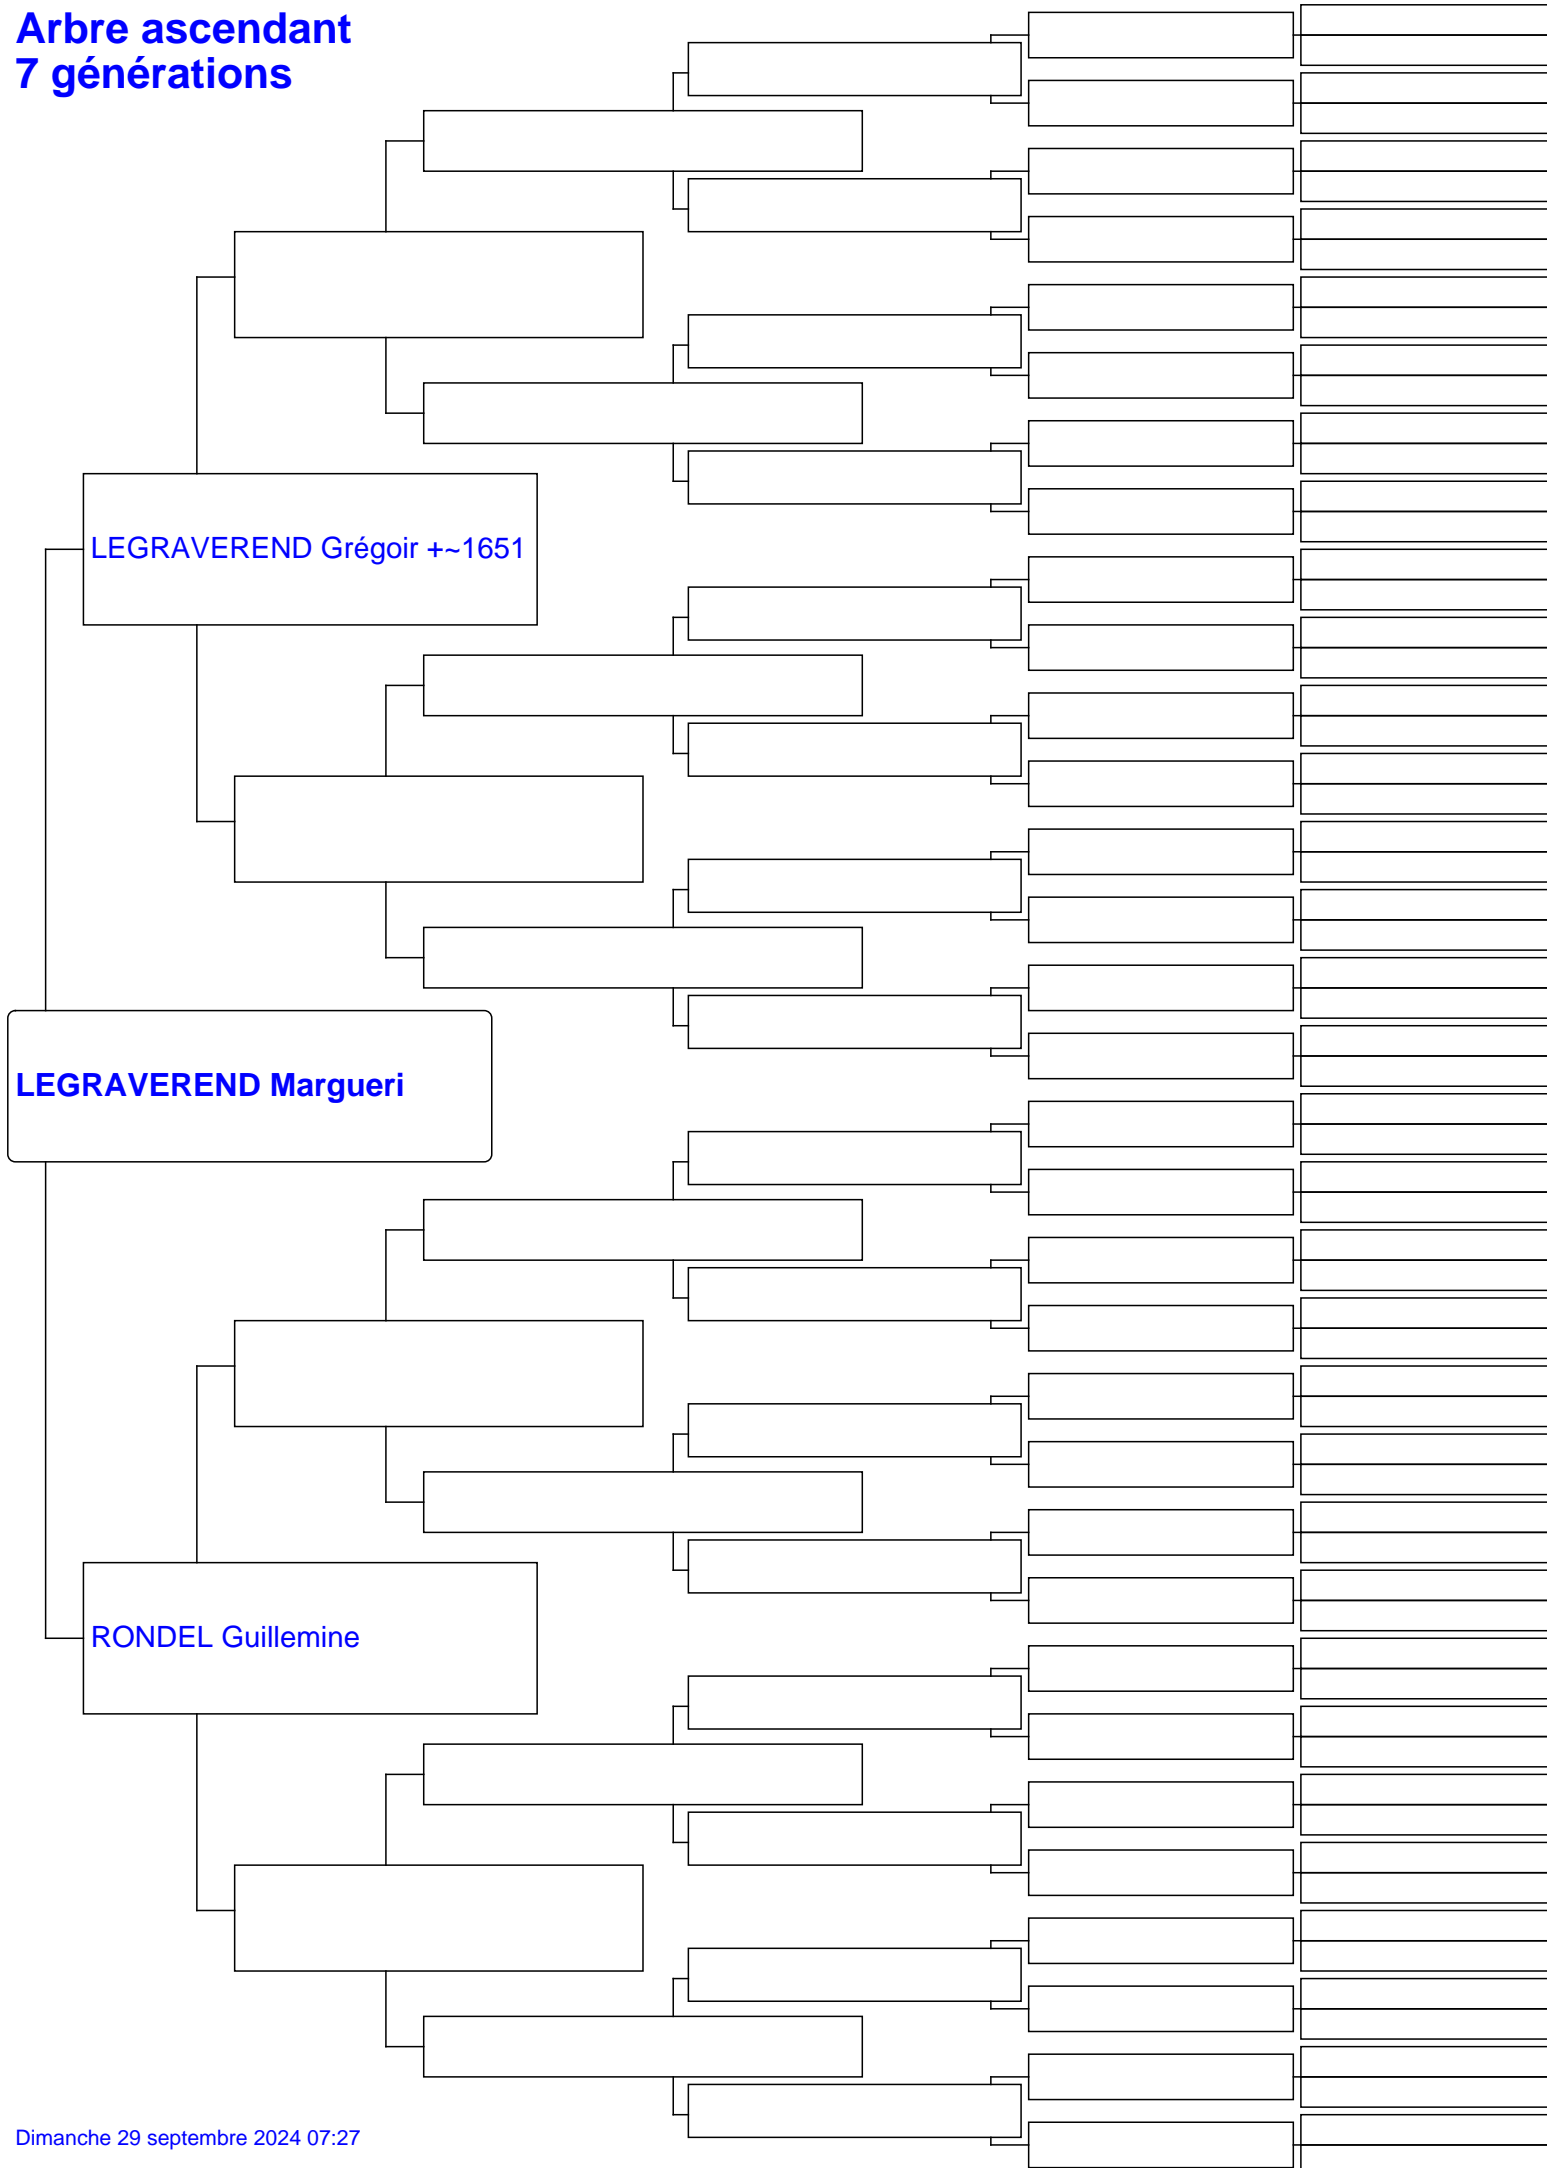 Arbre ascendant
7 générations
LEGRAVEREND Grégoir +~1651
LEGRAVEREND Margueri
RONDEL Guillemine
Dimanche 29 septembre 2024 07:27